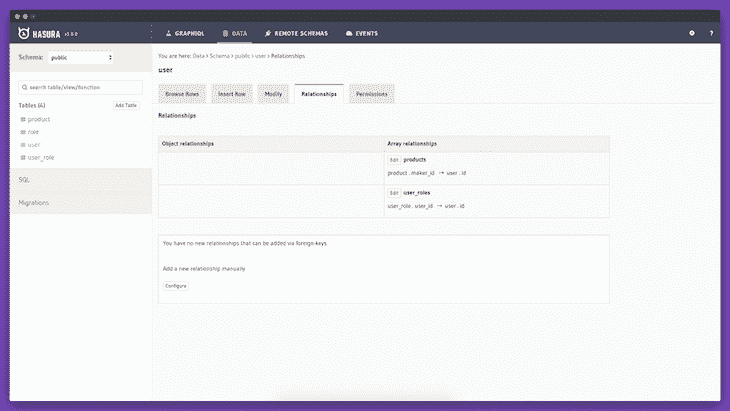 HASURA v1.0.0
GRAPHIQL
DATA
REMOTE SCHEMAS
EVENTS
?
Schema: public
search table/view/function
Tables (4)
Add Table
product
role
user
user_role
SQL
Migrations
You are here: Data > Schema > public > user > Relationships
user
Browse Rows
Insert Row
Modify
Relationships
Permissions
Relationships
Object relationships
Array relationships
Edit products
product . maker_id → user . id
Edit user_roles
user_role . user_id → user . id
You have no new relationships that can be added via foreign-keys
Add a new relationship manually
Configure